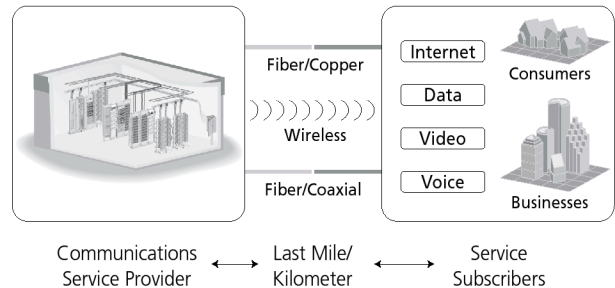 Fiber/Copper
Wireless
Fiber/Coaxial
Internet
Data
Video
Voice
Consumers
Businesses
Communications
Service Provider
Last Mile/
Kilometer
Service
Subscribers